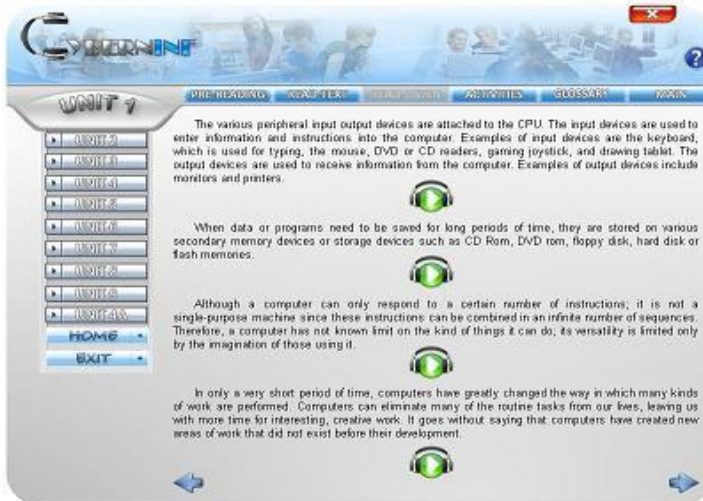 CYBERNINF
?
UNIT 1
PRE-READING READ-TEXT ACTIVITIES GLOSSARY MAIN
UNIT 2
UNIT 3
UNIT 4
UNIT 5
UNIT 6
UNIT 7
UNIT 8
UNIT 9
HOME
EXIT
The various peripheral input output devices are attached to the CPU. The input devices are used to
enter information and instructions into the computer. Examples of input devices are the keyboard,
which is used for typing, the mouse, DVD or CD readers, gaming joystick, and drawing tablet. The
output devices are used to receive information from the computer. Examples of output devices include
monitors and printers.
When data or programs need to be saved for long periods of time, they are stored on various
secondary memory devices or storage devices such as CD Rom, DVD rom, floppy disk, hard disk or
flash memories.
Although a computer can only respond to a certain number of instructions; it is not a
single-purpose machine since these instructions can be combined in an infinite number of sequences.
Therefore, a computer has not known limit on the kind of things it can do; its versatility is limited only
by the imagination of those using it.
In only a very short period of time, computers have greatly changed the way in which many kinds
of work are performed. Computers can eliminate many of the routine tasks from our lives, leaving us
with more time for interesting, creative work. It goes without saying that computers have created new
areas of work that did not exist before their development.